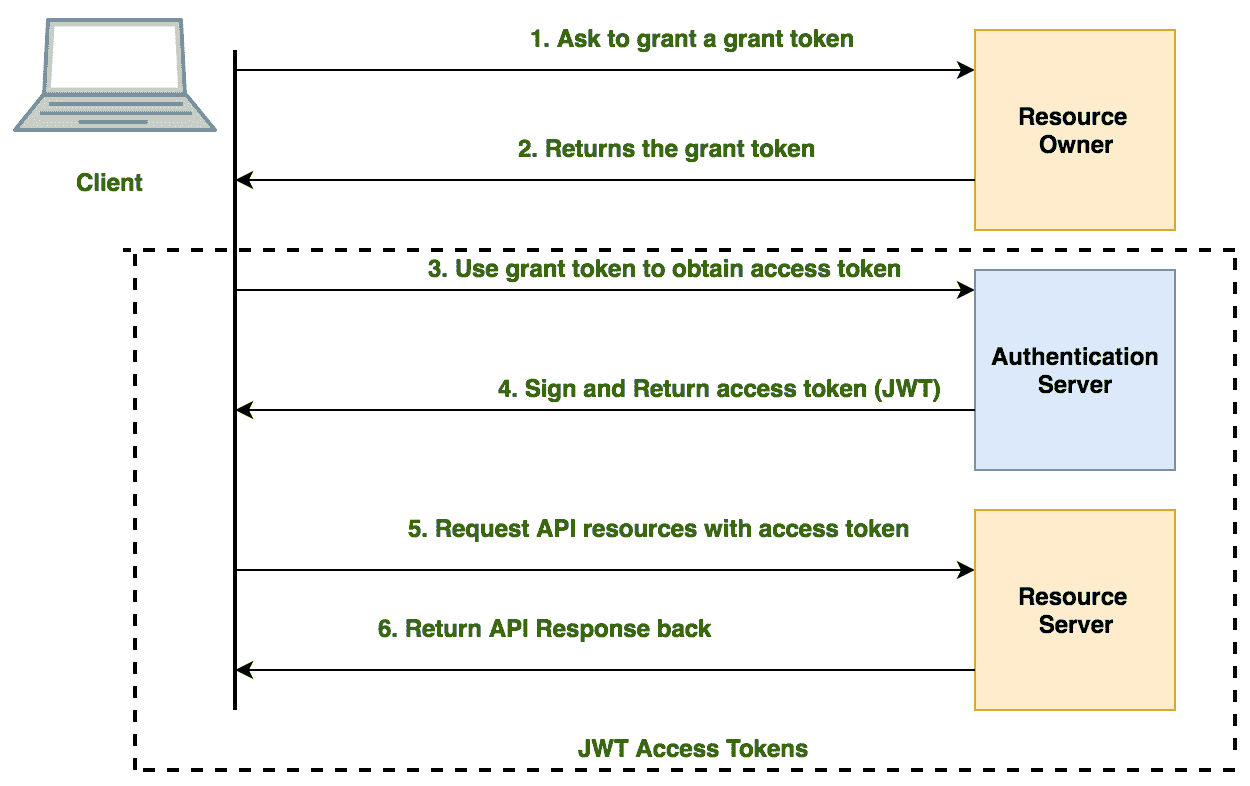 1. Ask to grant a grant token
Resource
Owner
2. Returns the grant token
Client
3. Use grant token to obtain access token
Authentication
Server
4. Sign and Return access token (JWT)
5. Request API resources with access token
Resource
Server
6. Return API Response back
JWT Access Tokens